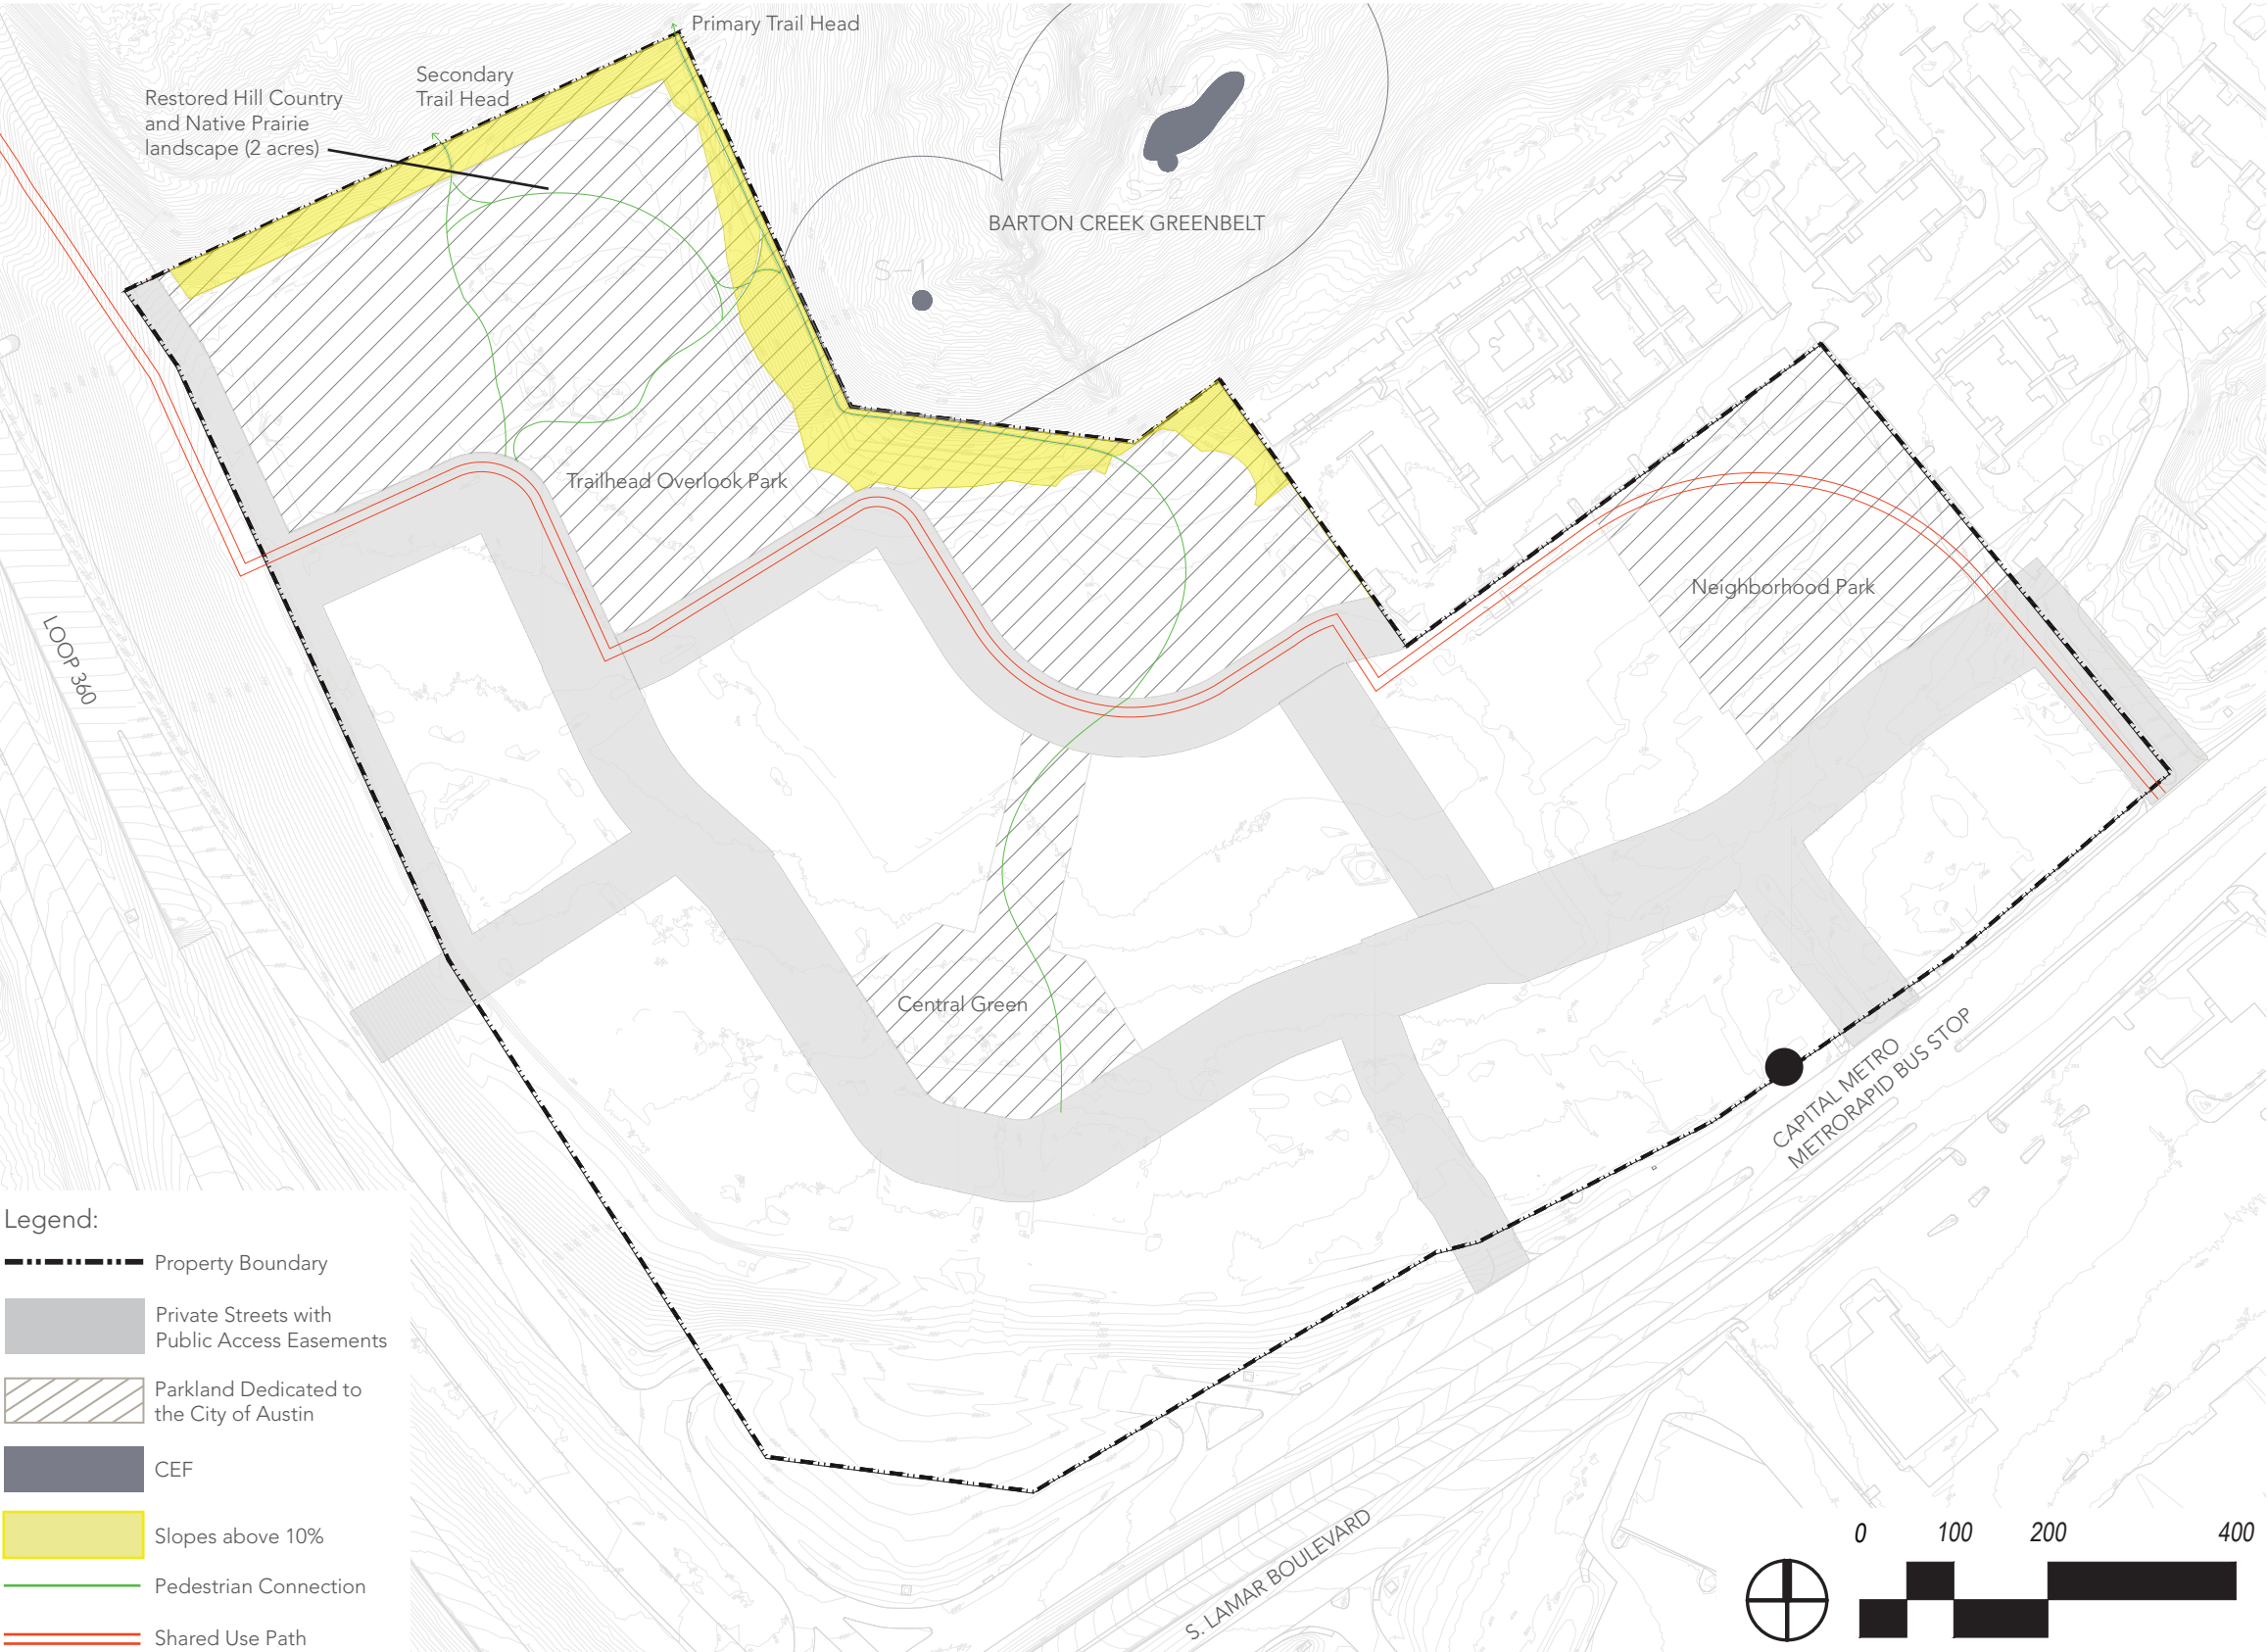 Primary Trail Head
Secondary
Trail Head
Restored Hill Country
and Native Prairie
landscape (2 acres)
W-1
S-2
BARTON CREEK GREENBELT
S-1
Trailhead Overlook Park
Neighborhood Park
LOOP 360
Central Green
CAPITAL METRO
METRORAPID BUS STOP
S. LAMAR BOULEVARD
Legend:
Property Boundary
Private Streets with
Public Access Easements
Parkland Dedicated to
the City of Austin
CEF
Slopes above 10%
Pedestrian Connection
Shared Use Path
0 100 200 400